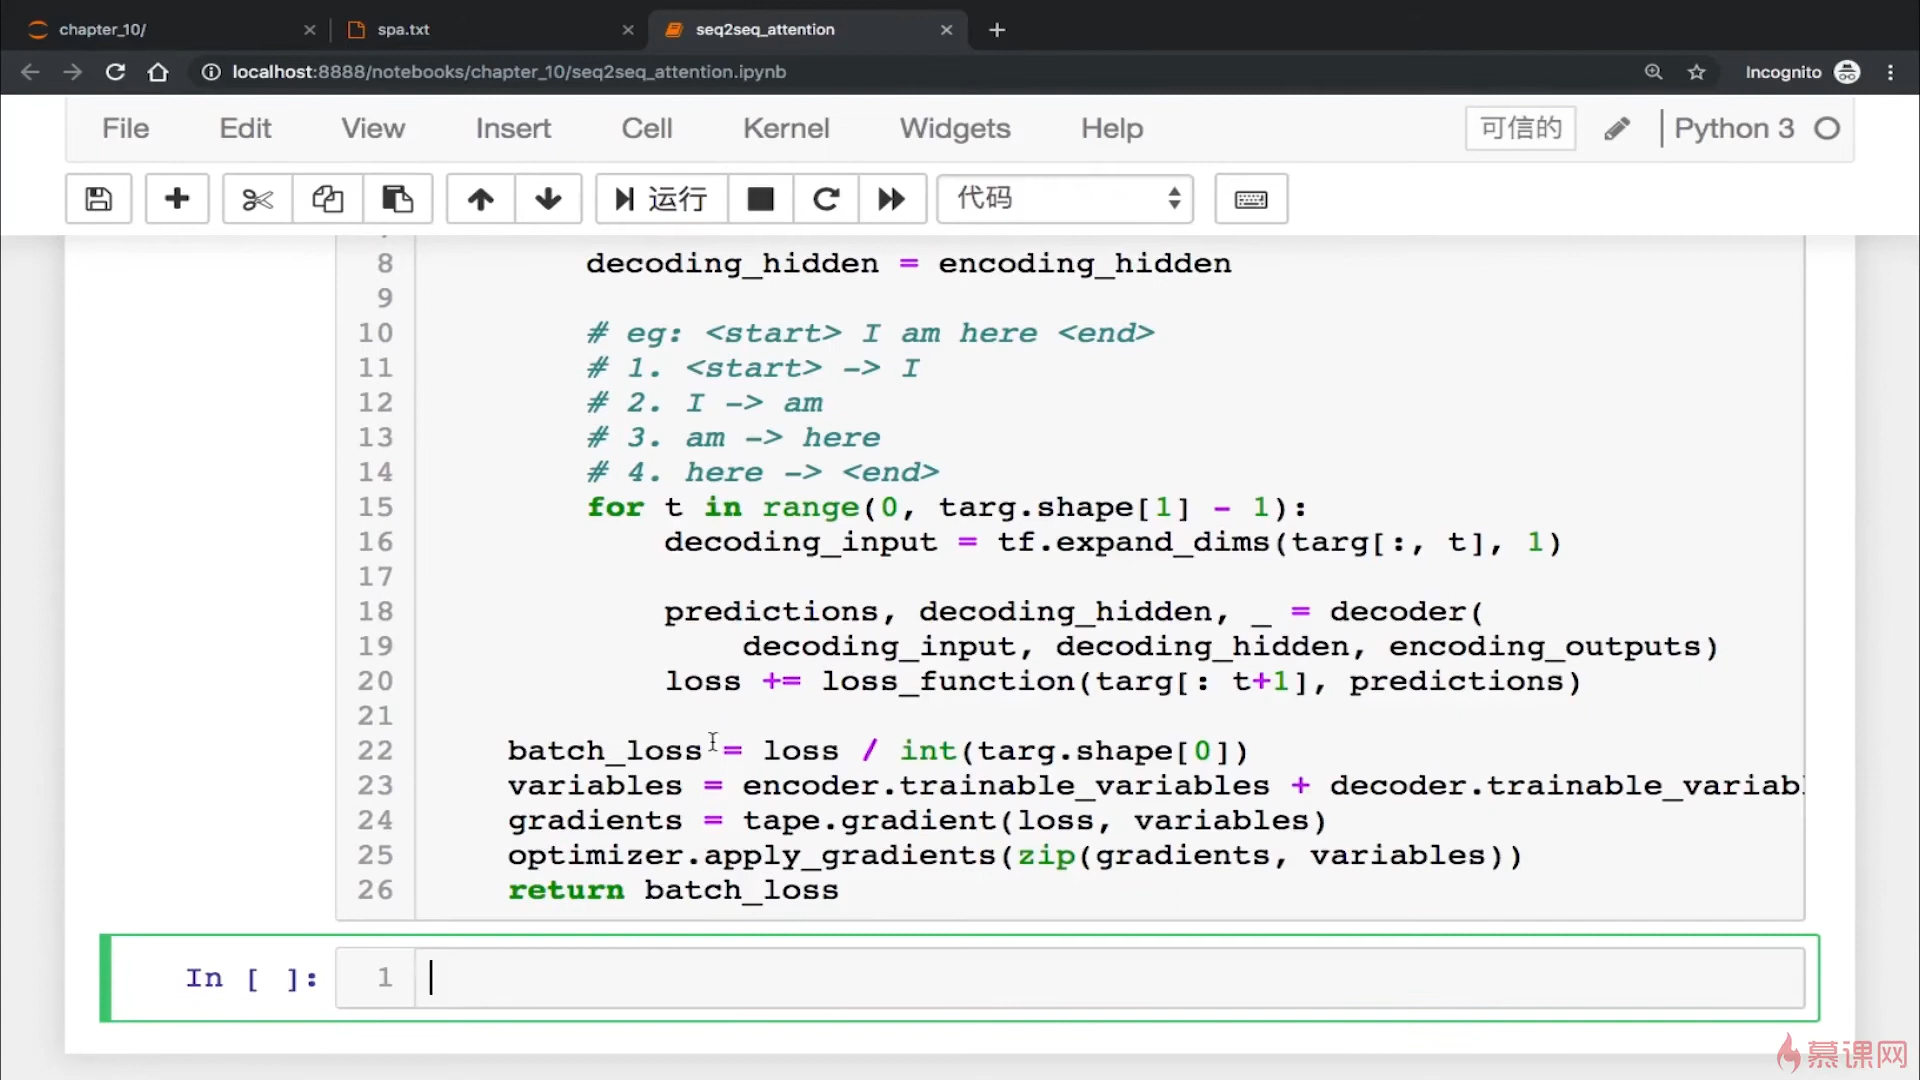 chapter_10/
spa.txt
seq2seq_attention
localhost:8888/notebooks/chapter_10/seq2seq_attention.ipynb
Incognito
File Edit View Insert Cell Kernel Widgets Help 可信的 Python 3
运行 代码
8 decoding_hidden = encoding_hidden
9
10 # eg: <start> I am here <end>
11 # 1. <start> -> I
12 # 2. I -> am
13 # 3. am -> here
14 # 4. here -> <end>
15 for t in range(0, targ.shape[1] - 1):
16 decoding_input = tf.expand_dims(targ[:, t], 1)
17
18 predictions, decoding_hidden, _ = decoder(
19 decoding_input, decoding_hidden, encoding_outputs)
20 loss += loss_function(targ[: t+1], predictions)
21
22 batch_loss = loss / int(targ.shape[0])
23 variables = encoder.trainable_variables + decoder.trainable_variab
24 gradients = tape.gradient(loss, variables)
25 optimizer.apply_gradients(zip(gradients, variables))
26 return batch_loss
In [ ]: 1
慕课网